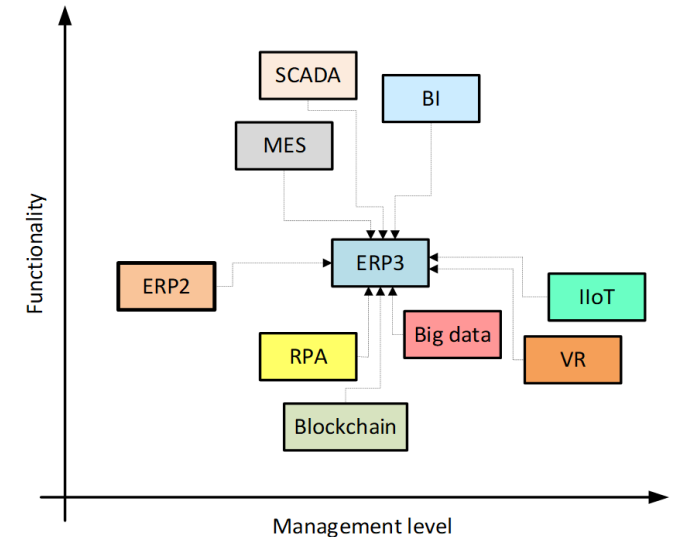 SCADA
BI
MES
Functionality
ERP3
ERP2
IIoT
Big data
RPA
VR
Blockchain
Management level